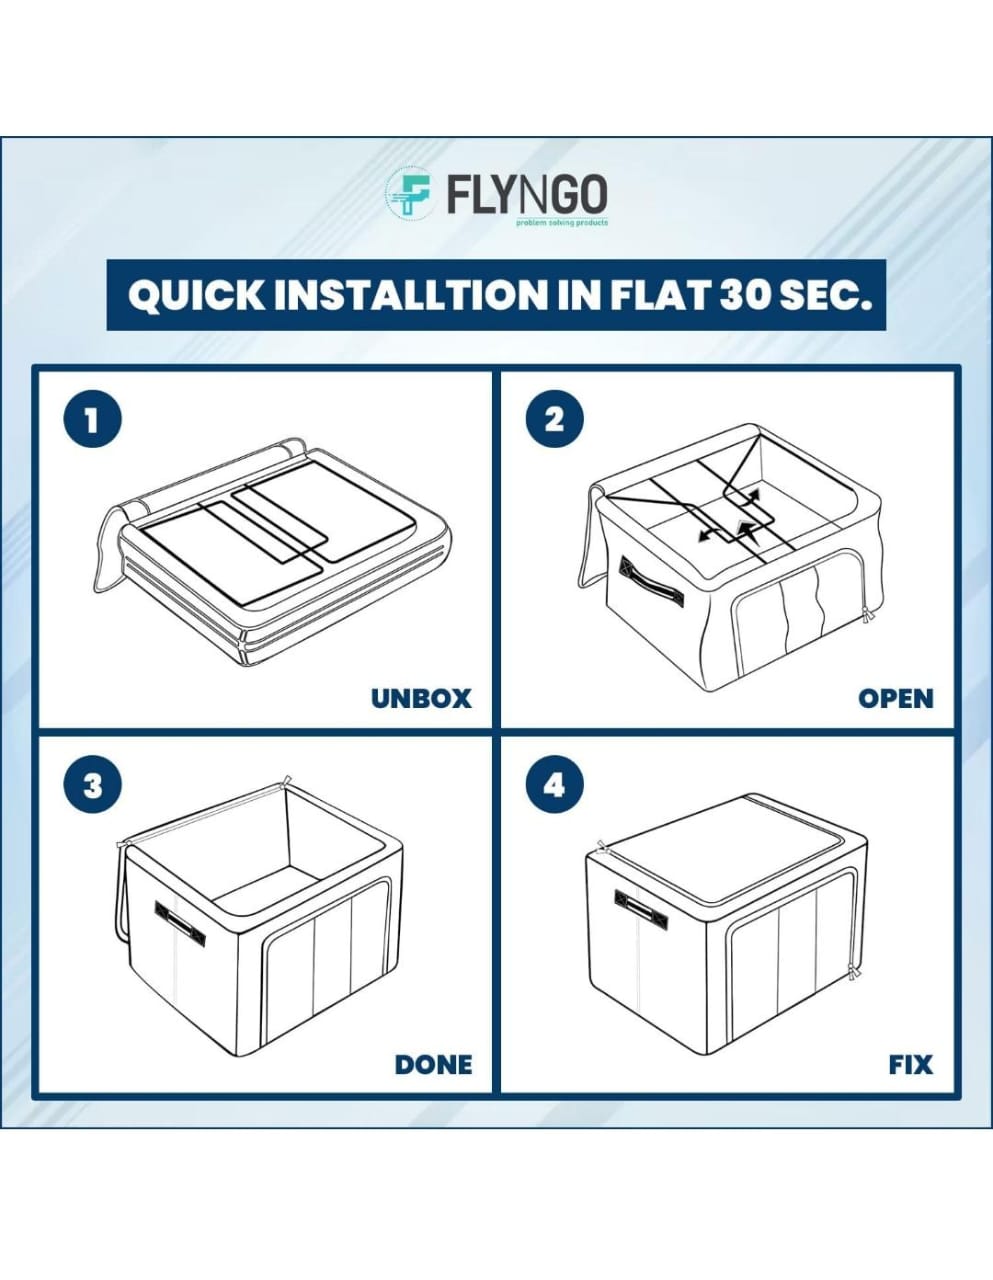 FLYNGO
problem solving products
QUICK INSTALLTION IN FLAT 30 SEC.
1
2
UNBOX
OPEN
3
4
DONE
FIX